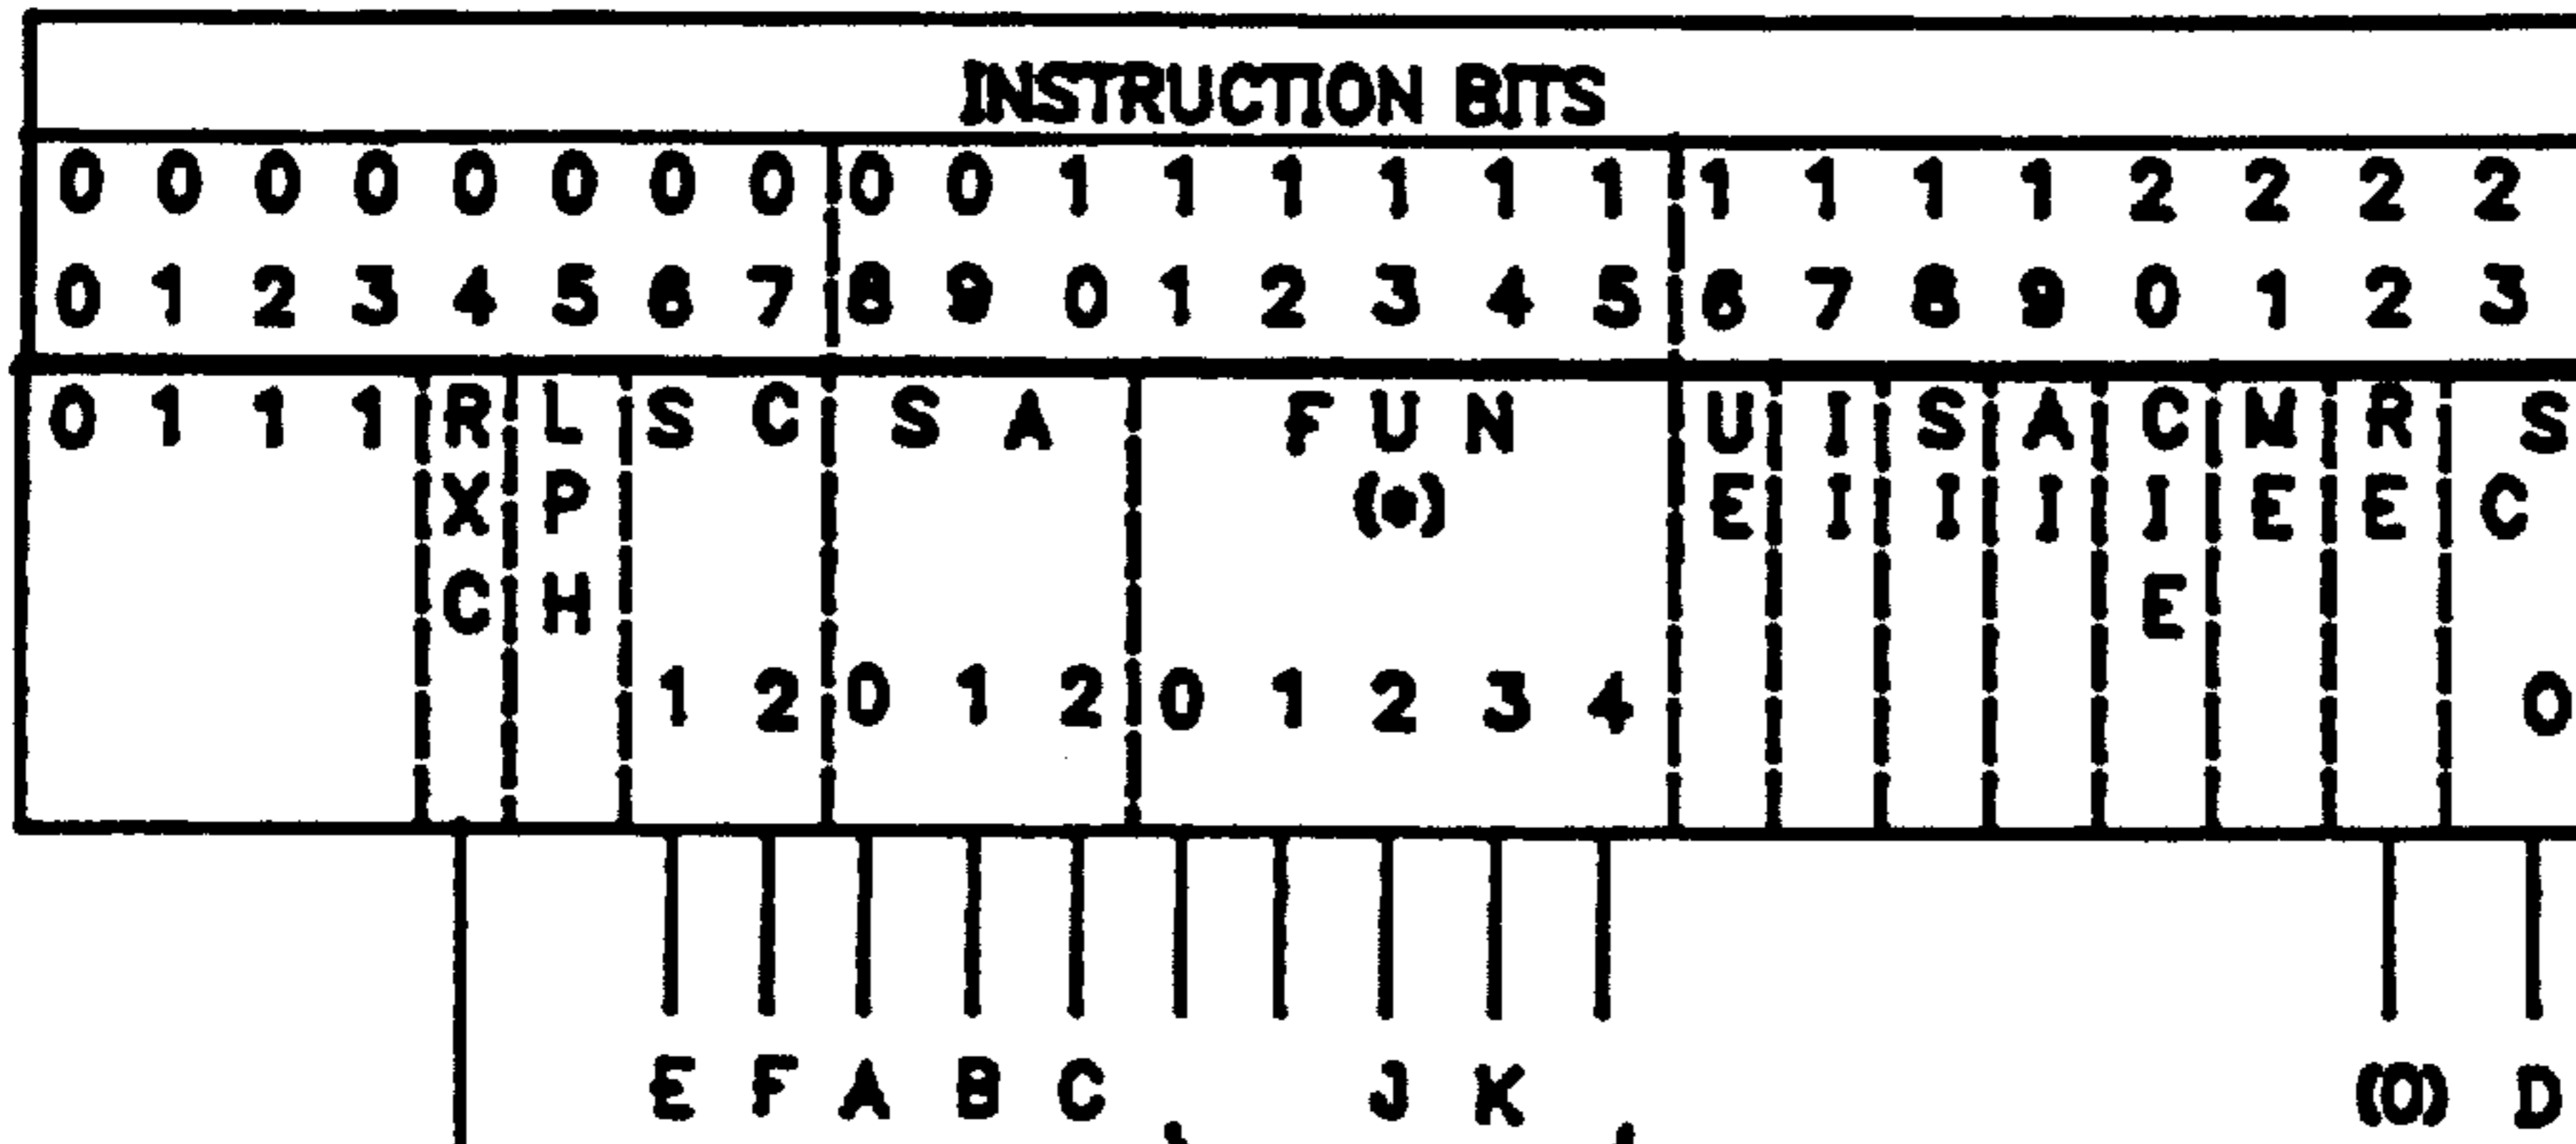 INSTRUCTION BITS
0 0 0 0 0 0 0 0 0 0 1 1 1 1 1 1 1 1 1 1 2 2 2 2
0 1 2 3 4 5 6 7 8 9 0 1 2 3 4 5 6 7 8 9 0 1 2 3
0 1 1 1 R L S C S A F U N U I S A C M R S
X P (*) E I I I I E E C
C H E
1 2 0 1 2 0 1 2 3 4 0
E F A B C J K (0) D